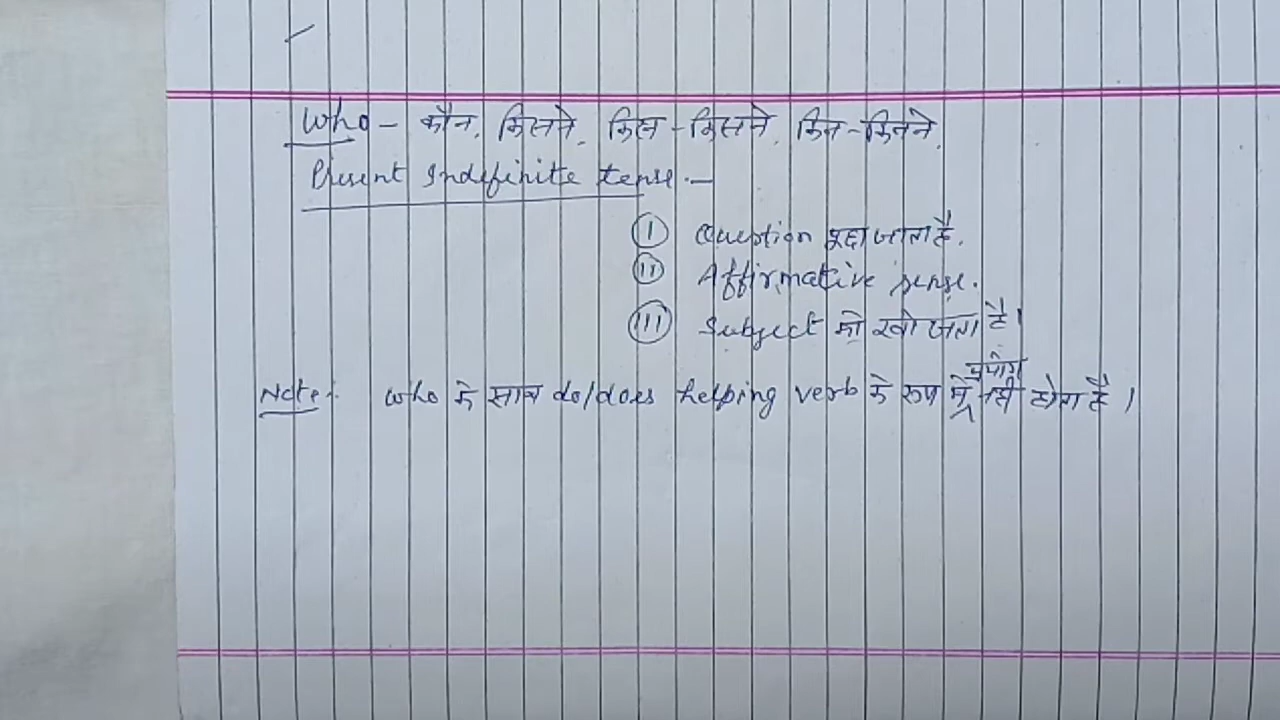 Who - कौन, किसने, किस-किसने, किन-किनने,
Present Indefinite tense :-
(I) Question पूछा जाता है.
(II) Affirmative sense.
(III) Subject को खो जता है।
Note:- Who के साथ do/does helping verb के रूप में प्रयोग नही होता है।